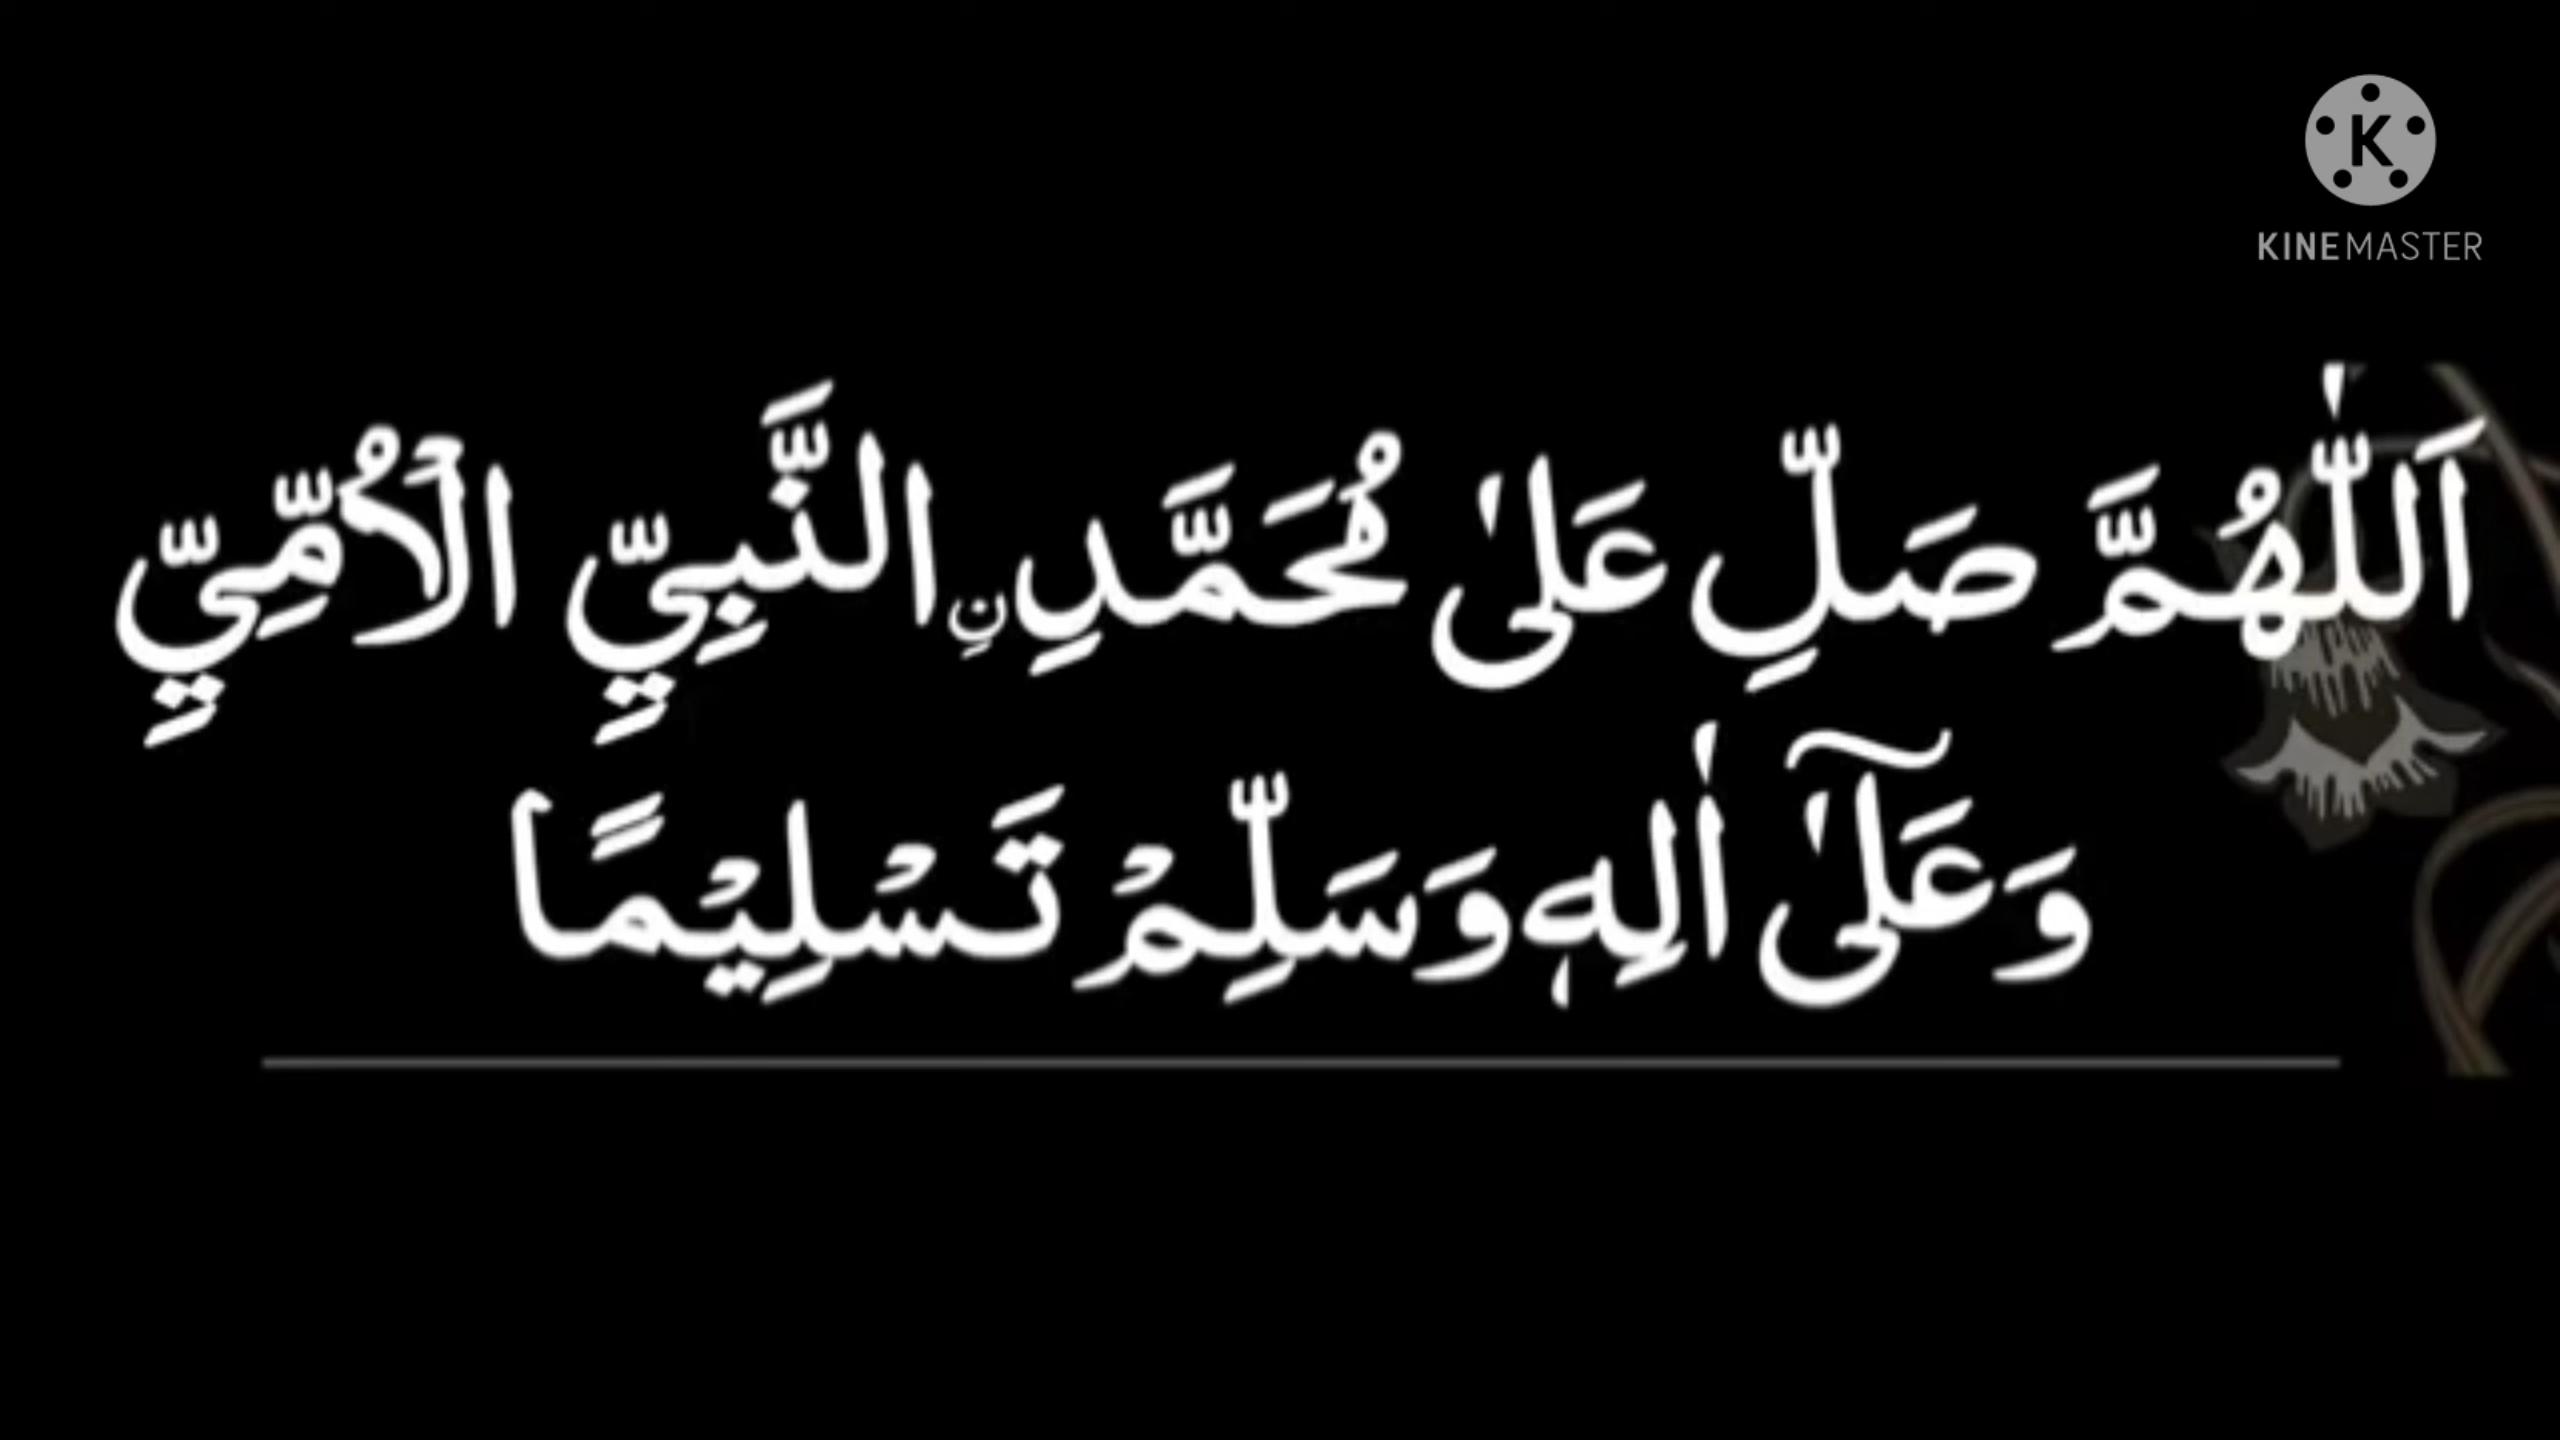 KINEMASTER
اَللّٰهُمَّ صَلِّ عَلٰى مُحَمَّدِنِ النَّبِيِّ الْاُمِّيِّ
وَعَلٰٓى اٰلِهٖ وَسَلِّمْ تَسْلِيْمًا